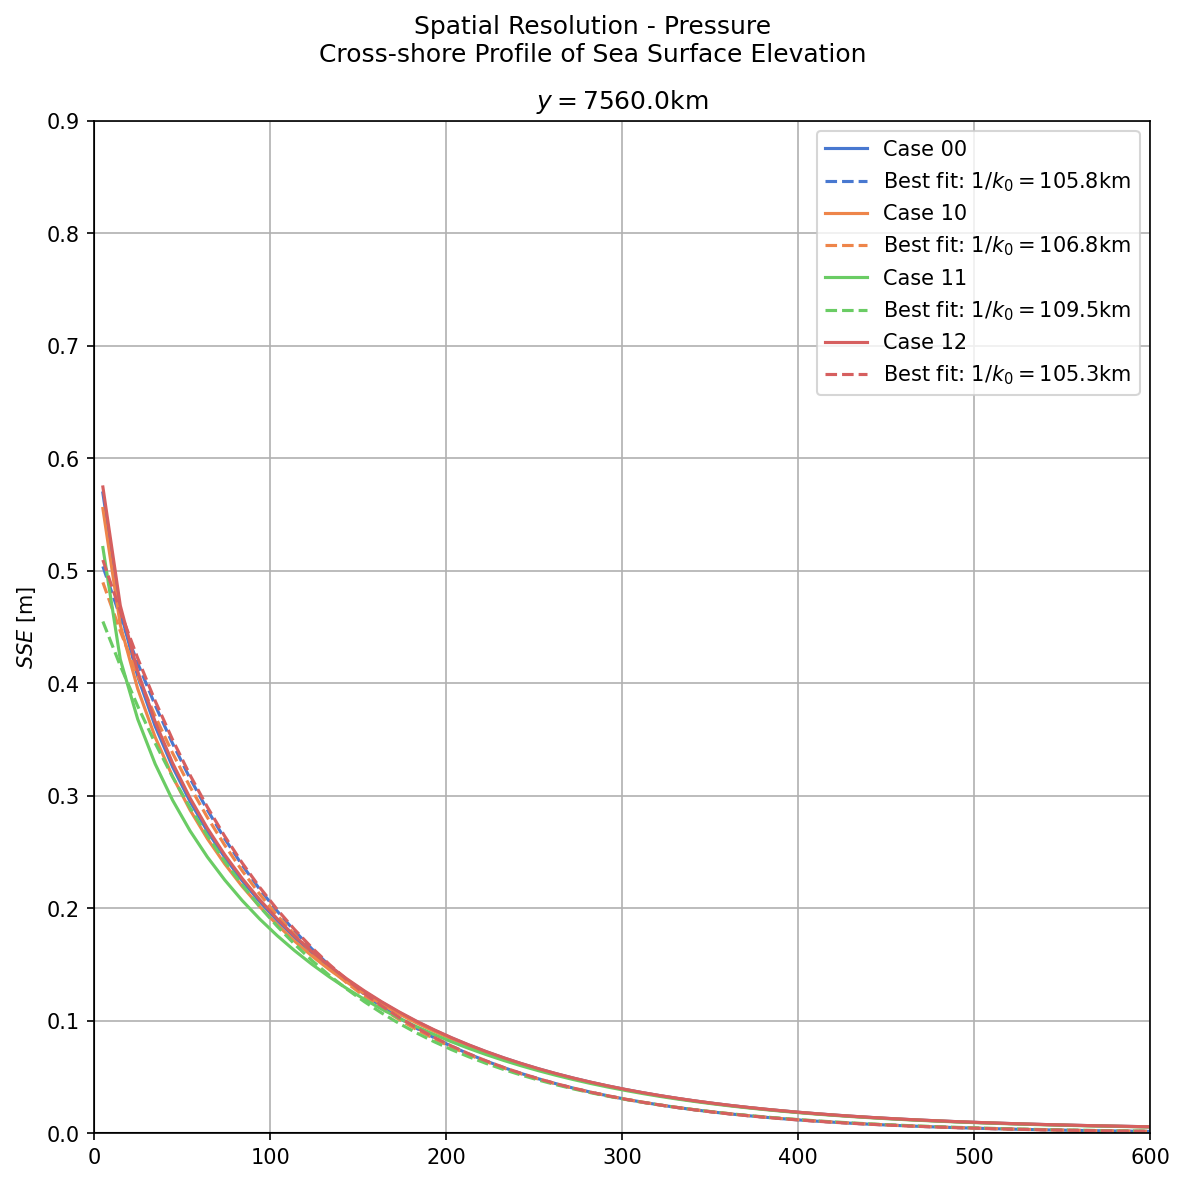 Spatial Resolution - Pressure
Cross-shore Profile of Sea Surface Elevation
y = 7560.0km
0.9
0.8
0.7
0.6
0.5
0.4
0.3
0.2
0.1
0.0
SSE [m]
Case 00
Best fit: 1/k₀ = 105.8km
Case 10
Best fit: 1/k₀ = 106.8km
Case 11
Best fit: 1/k₀ = 109.5km
Case 12
Best fit: 1/k₀ = 105.3km
0 100 200 300 400 500 600